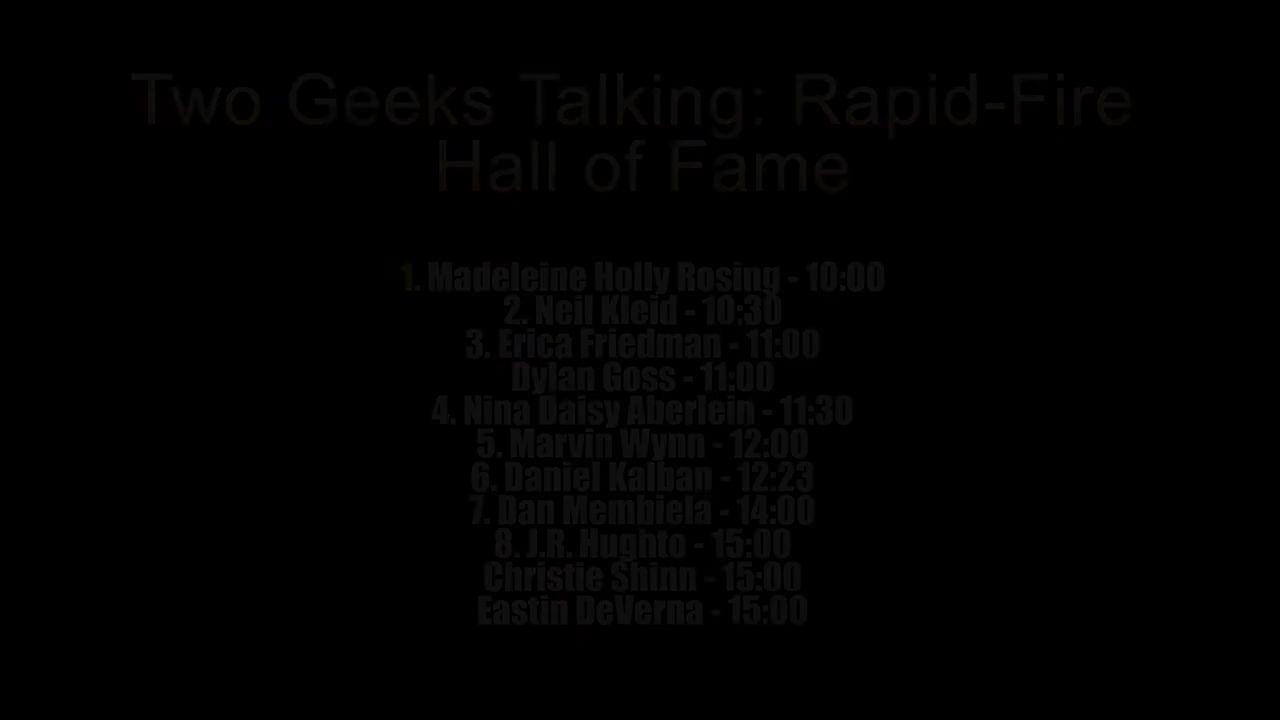 Two Geeks Talking: Rapid-Fire
Hall of Fame
1. Madeleine Holly Rosing - 10:00
2. Neil Kleid - 10:30
3. Erica Friedman - 11:00
Dylan Goss - 11:00
4. Nina Daisy Aberlein - 11:30
5. Marvin Wynn - 12:00
6. Daniel Kalban - 12:23
7. Dan Membiela - 14:00
8. J.R. Hughto - 15:00
Christie Shinn - 15:00
Eastin DeVerna - 15:00